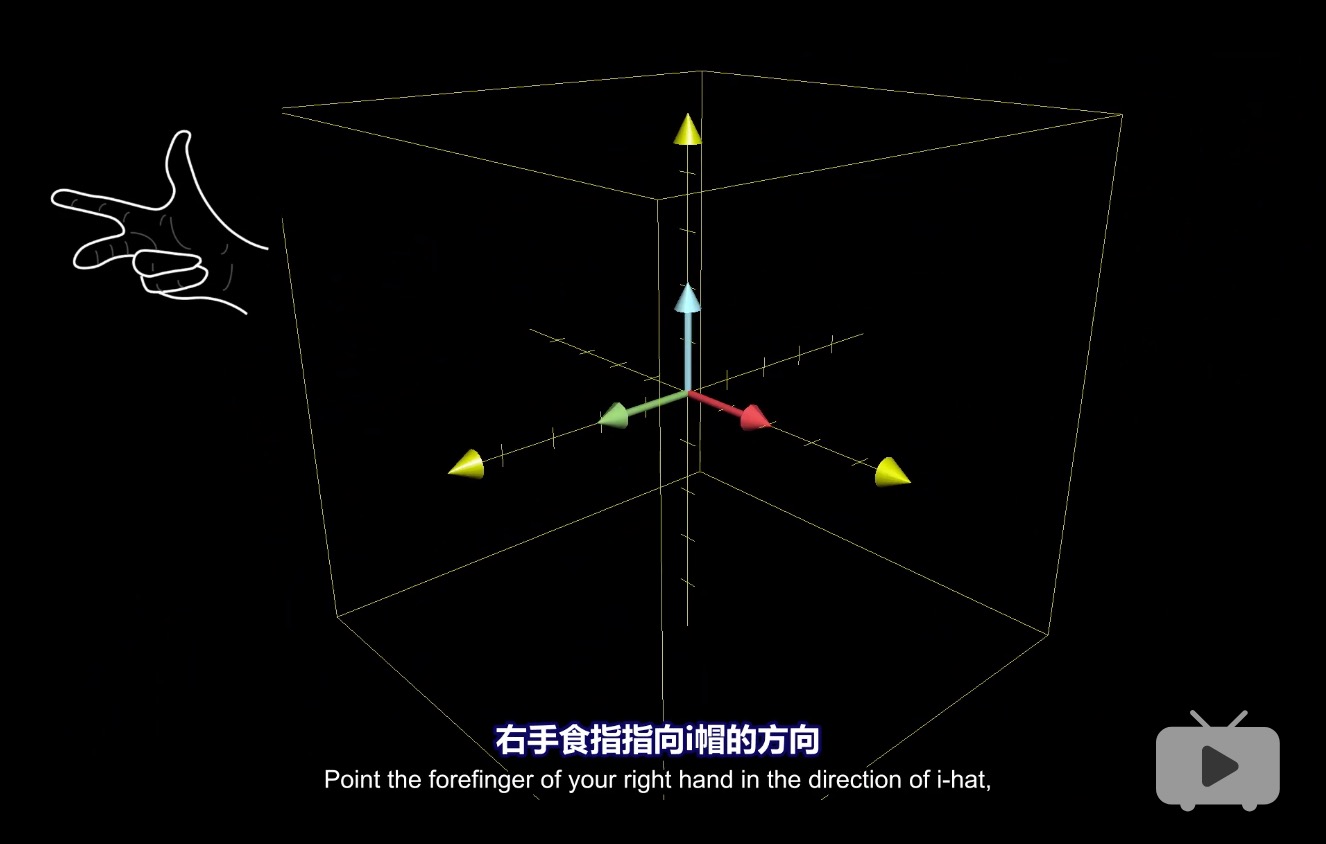 右手食指指向i帽的方向
Point the forefinger of your right hand in the direction of i-hat,